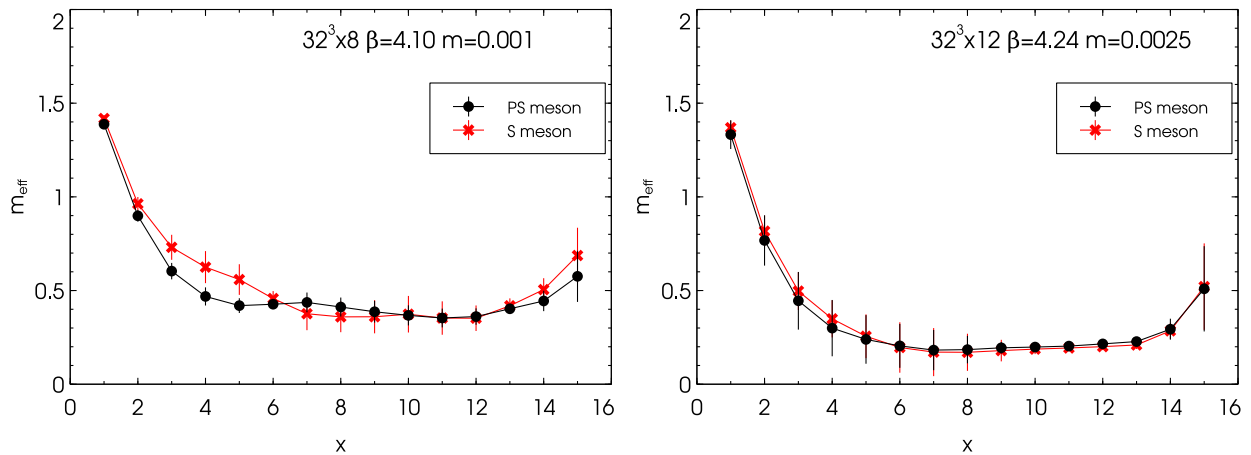 32³x8 β=4.10 m=0.001
PS meson
S meson
2
1.5
1
0.5
0
m_eff
0 2 4 6 8 10 12 14 16
x
32³x12 β=4.24 m=0.0025
PS meson
S meson
2
1.5
1
0.5
0
m_eff
0 2 4 6 8 10 12 14 16
x